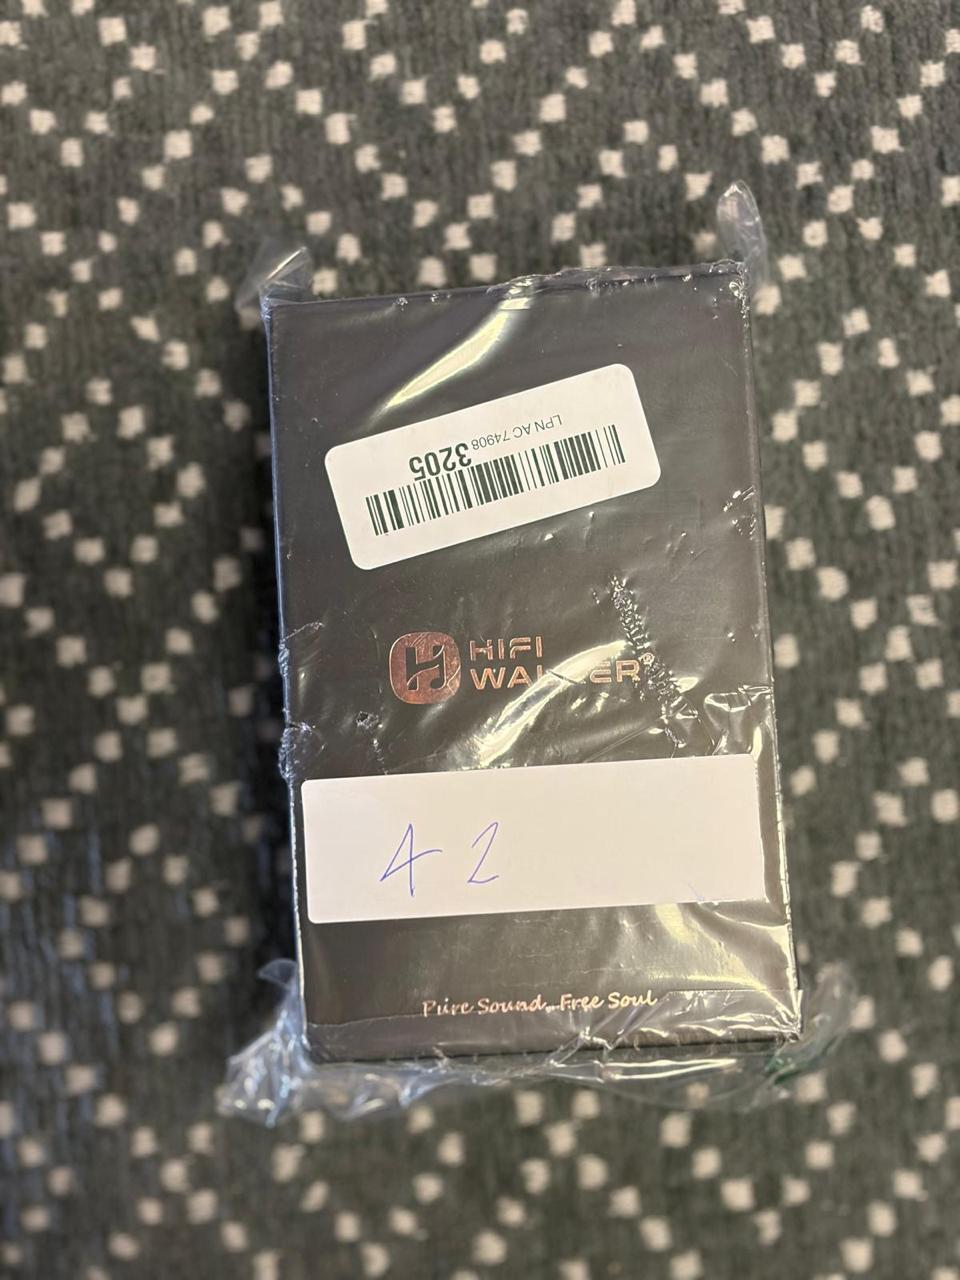 LPN AC 74908 3205
HIFI
WALKER®
42
Pure Sound, Free Soul